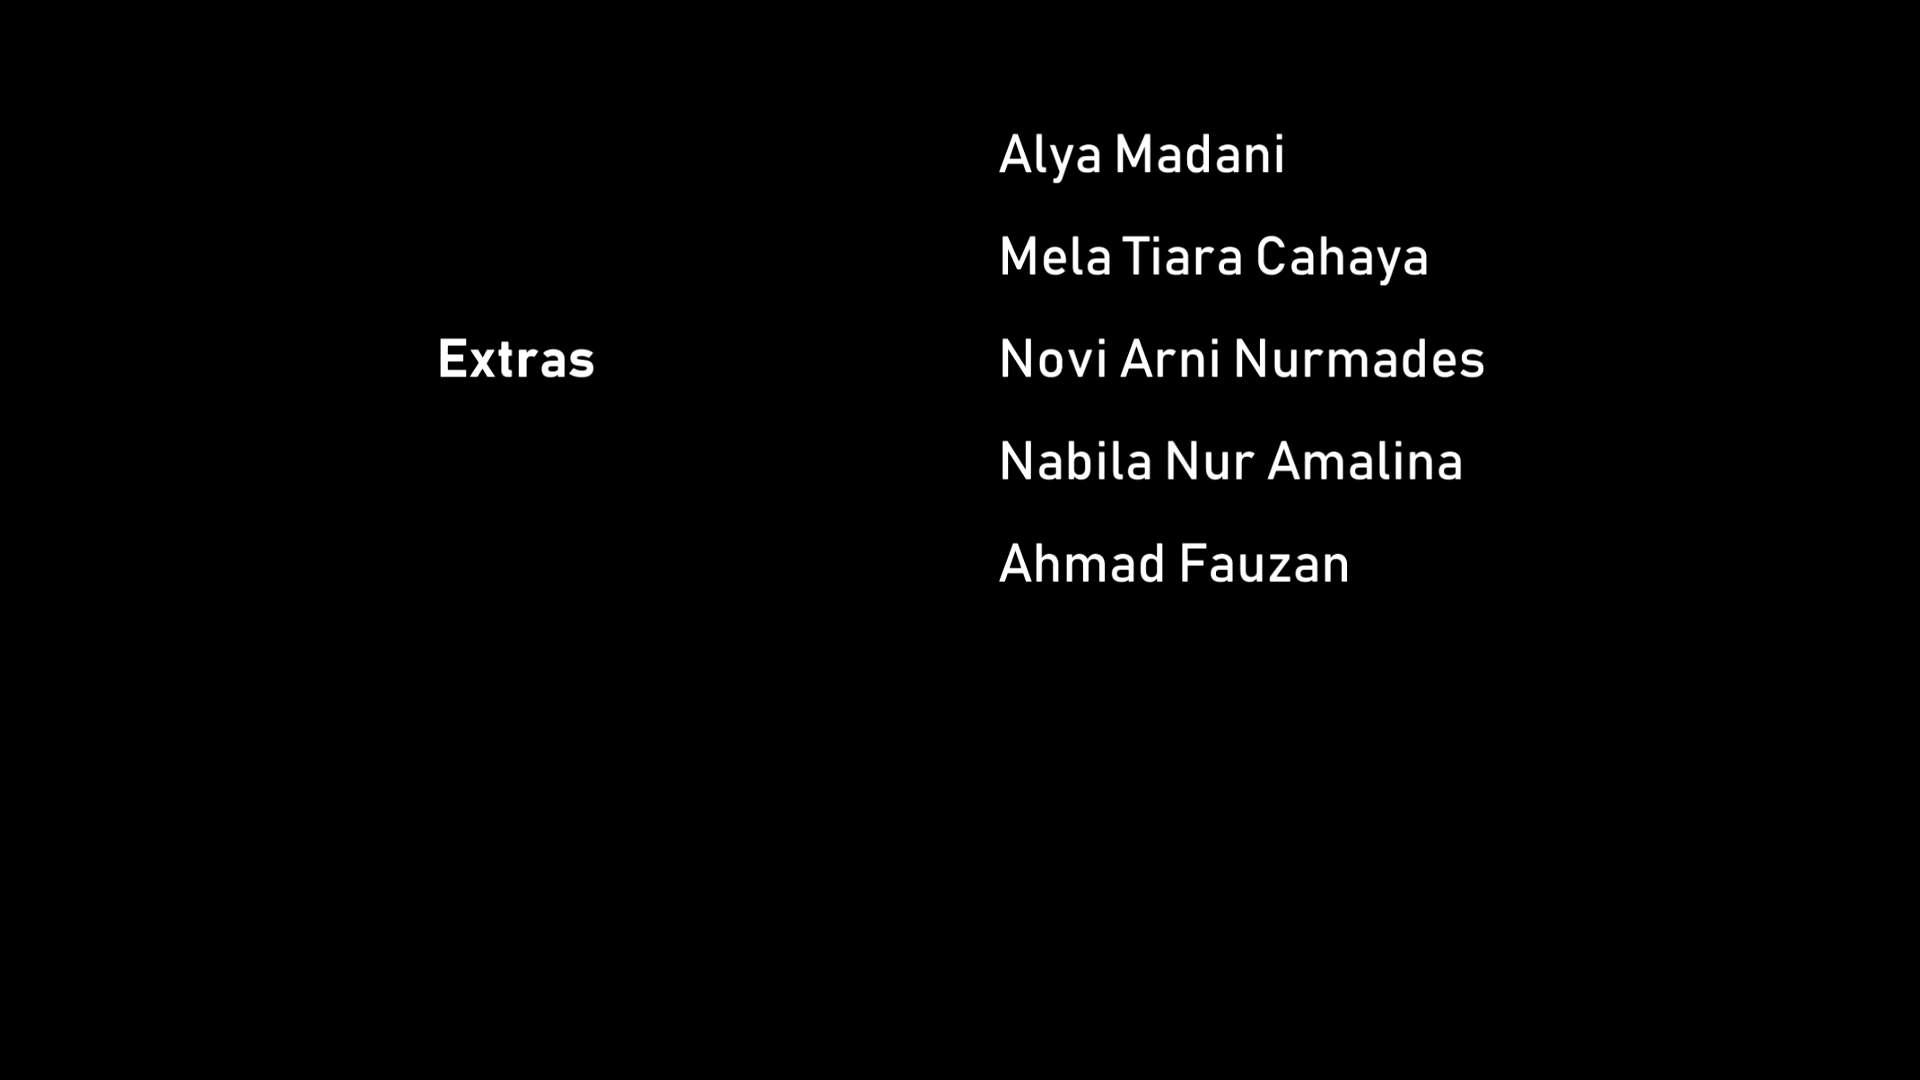 Alya Madani
Mela Tiara Cahaya
Extras
Novi Arni Nurmades
Nabila Nur Amalina
Ahmad Fauzan